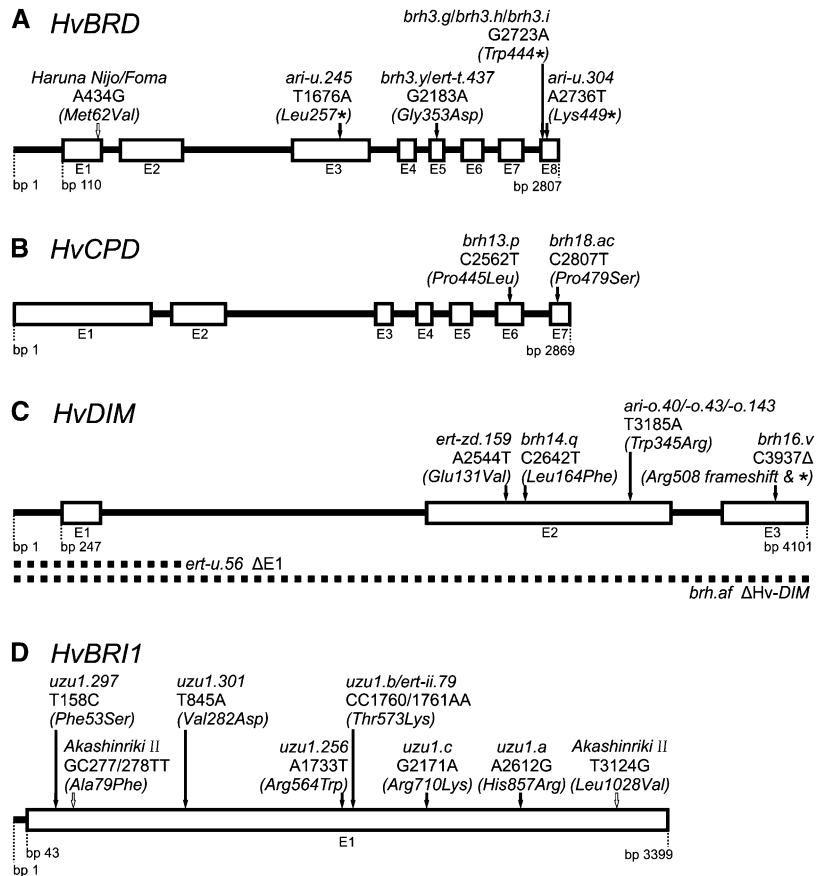 A HvBRD
brh3.g/brh3.h/brh3.i
G2723A
(Trp444*)
Haruna Nijo/Foma
A434G
(Met62Val)
ari-u.245
T1676A
(Leu257*)
brh3.y/ert-t.437
G2183A
(Gly353Asp)
ari-u.304
A2736T
(Lys449*)
E1 E2 E3 E4 E5 E6 E7 E8
bp 1 bp 110 bp 2807
B HvCPD
brh13.p
C2562T
(Pro445Leu)
brh18.ac
C2807T
(Pro479Ser)
E1 E2 E3 E4 E5 E6 E7
bp 1 bp 2869
C HvDIM
ari-o.40/-o.43/-o.143
T3185A
(Trp345Arg)
ert-zd.159
A2544T
(Glu131Val)
brh14.q
C2642T
(Leu164Phe)
brh16.v
C3937Δ
(Arg508 frameshift & *)
E1 E2 E3
bp 1 bp 247 bp 4101
ert-u.56 ΔE1
brh.af ΔHv-DIM
D HvBRI1
uzu1.297
T158C
(Phe53Ser)
uzu1.301
T845A
(Val282Asp)
uzu1.b/ert-ii.79
CC1760/1761AA
(Thr573Lys)
Akashinriki II
GC277/278TT
(Ala79Phe)
uzu1.256
A1733T
(Arg564Trp)
uzu1.c
G2171A
(Arg710Lys)
uzu1.a
A2612G
(His857Arg)
Akashinriki II
T3124G
(Leu1028Val)
E1
bp 43 bp 3399
bp 1